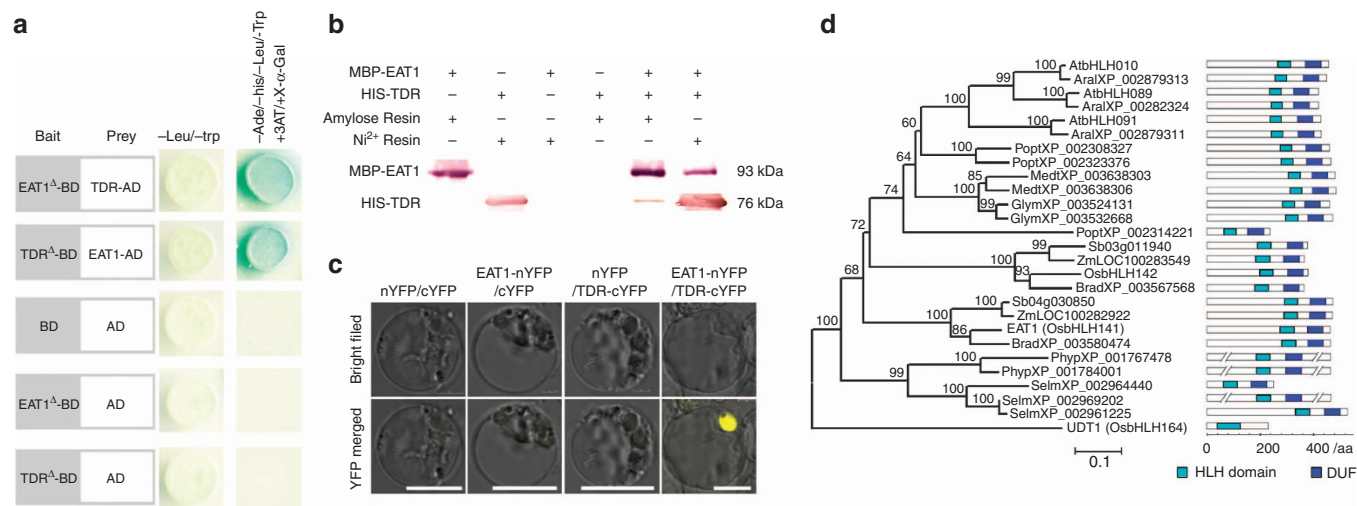 a
Bait Prey –Leu/–trp –Ade/–his/–Leu/-Trp
+3AT/+X-α-Gal
EAT1Δ-BD TDR-AD
TDRΔ-BD EAT1-AD
BD AD
EAT1Δ-BD AD
TDRΔ-BD AD
b
MBP-EAT1 + – + – + +
HIS-TDR – + – + + +
Amylose Resin + – – + + –
Ni2+ Resin – + + – – +
MBP-EAT1 93 kDa
HIS-TDR 76 kDa
c
nYFP/cYFP
EAT1-nYFP
/cYFP
nYFP
/TDR-cYFP
EAT1-nYFP
/TDR-cYFP
Bright filed
YFP merged
d
100 AtbHLH010
99 AralXP_002879313
100 AtbHLH089
100 AralXP_00282324
AtbHLH091
100 AralXP_002879311
60 PoptXP_002308327
100 PoptXP_002323376
64 85 MedtXP_003638303
100 MedtXP_003638306
74 99 GlymXP_003524131
GlymXP_003532668
72 PoptXP_002314221
99 Sb03g011940
100 ZmLOC100283549
93 OsbHLH142
68 BradXP_003567568
100 Sb04g030850
100 ZmLOC100282922
86 EAT1 (OsbHLH141)
100 BradXP_003580474
100 PhypXP_001767478
99 PhypXP_001784001
100 SelmXP_002964440
100 SelmXP_002969202
SelmXP_002961225
UDT1 (OsbHLH164)
0.1
0 200 400 /aa
HLH domain DUF